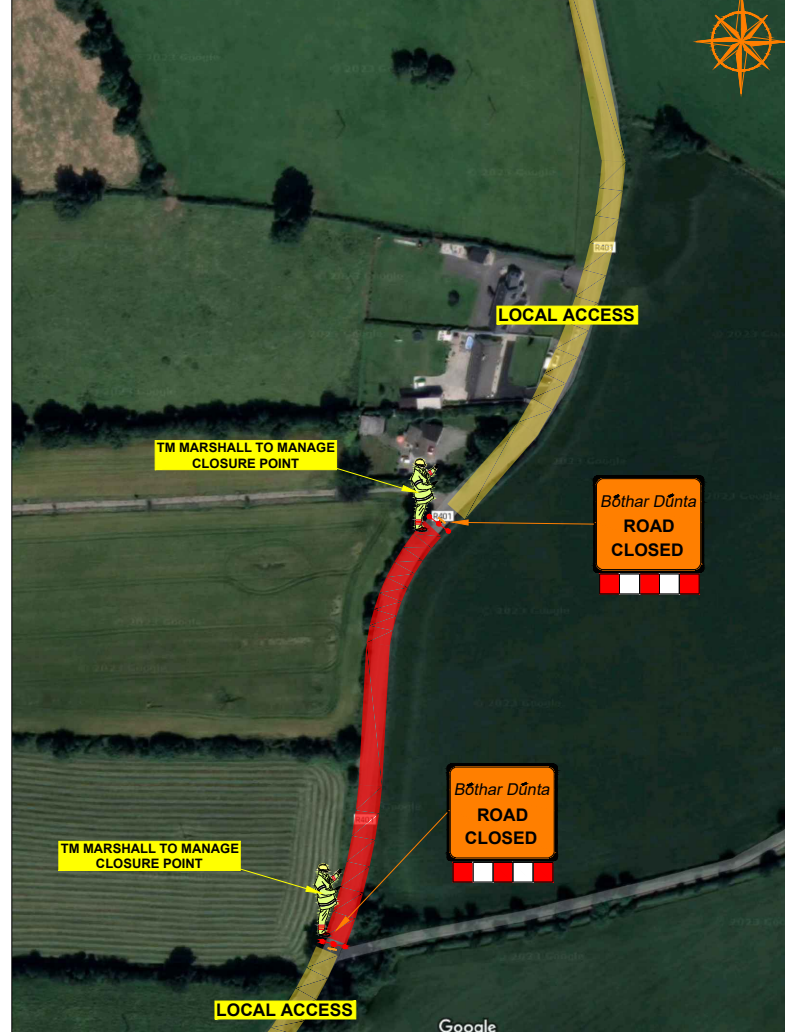 R401
LOCAL ACCESS
TM MARSHALL TO MANAGE
CLOSURE POINT
R401
Bóthar Dúnta
ROAD
CLOSED
Bóthar Dúnta
ROAD
CLOSED
R401
TM MARSHALL TO MANAGE
CLOSURE POINT
LOCAL ACCESS
Google